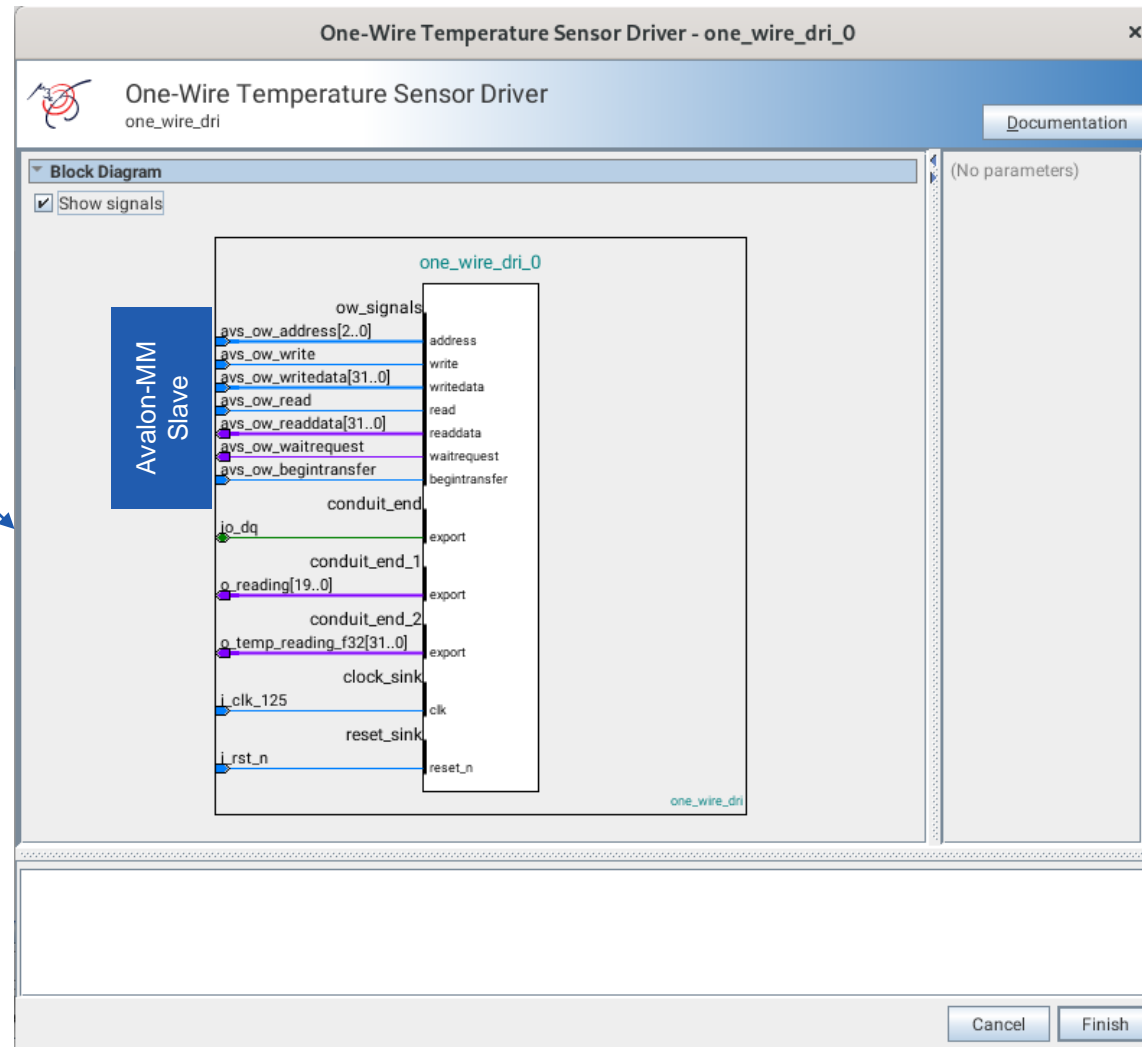 One-Wire Temperature Sensor Driver - one_wire_dri_0
×
One-Wire Temperature Sensor Driver
one_wire_dri
Documentation
Block Diagram
(No parameters)
Show signals
one_wire_dri_0
Avalon-MM
Slave
ow_signals
avs_ow_address[2..0]
address
avs_ow_write
write
avs_ow_writedata[31..0]
writedata
avs_ow_read
read
avs_ow_readdata[31..0]
readdata
avs_ow_waitrequest
waitrequest
avs_ow_begintransfer
begintransfer
conduit_end
io_dq
export
conduit_end_1
o_reading[19..0]
export
conduit_end_2
o_temp_reading_f32[31..0]
export
clock_sink
i_clk_125
clk
reset_sink
i_rst_n
reset_n
one_wire_dri
Cancel
Finish